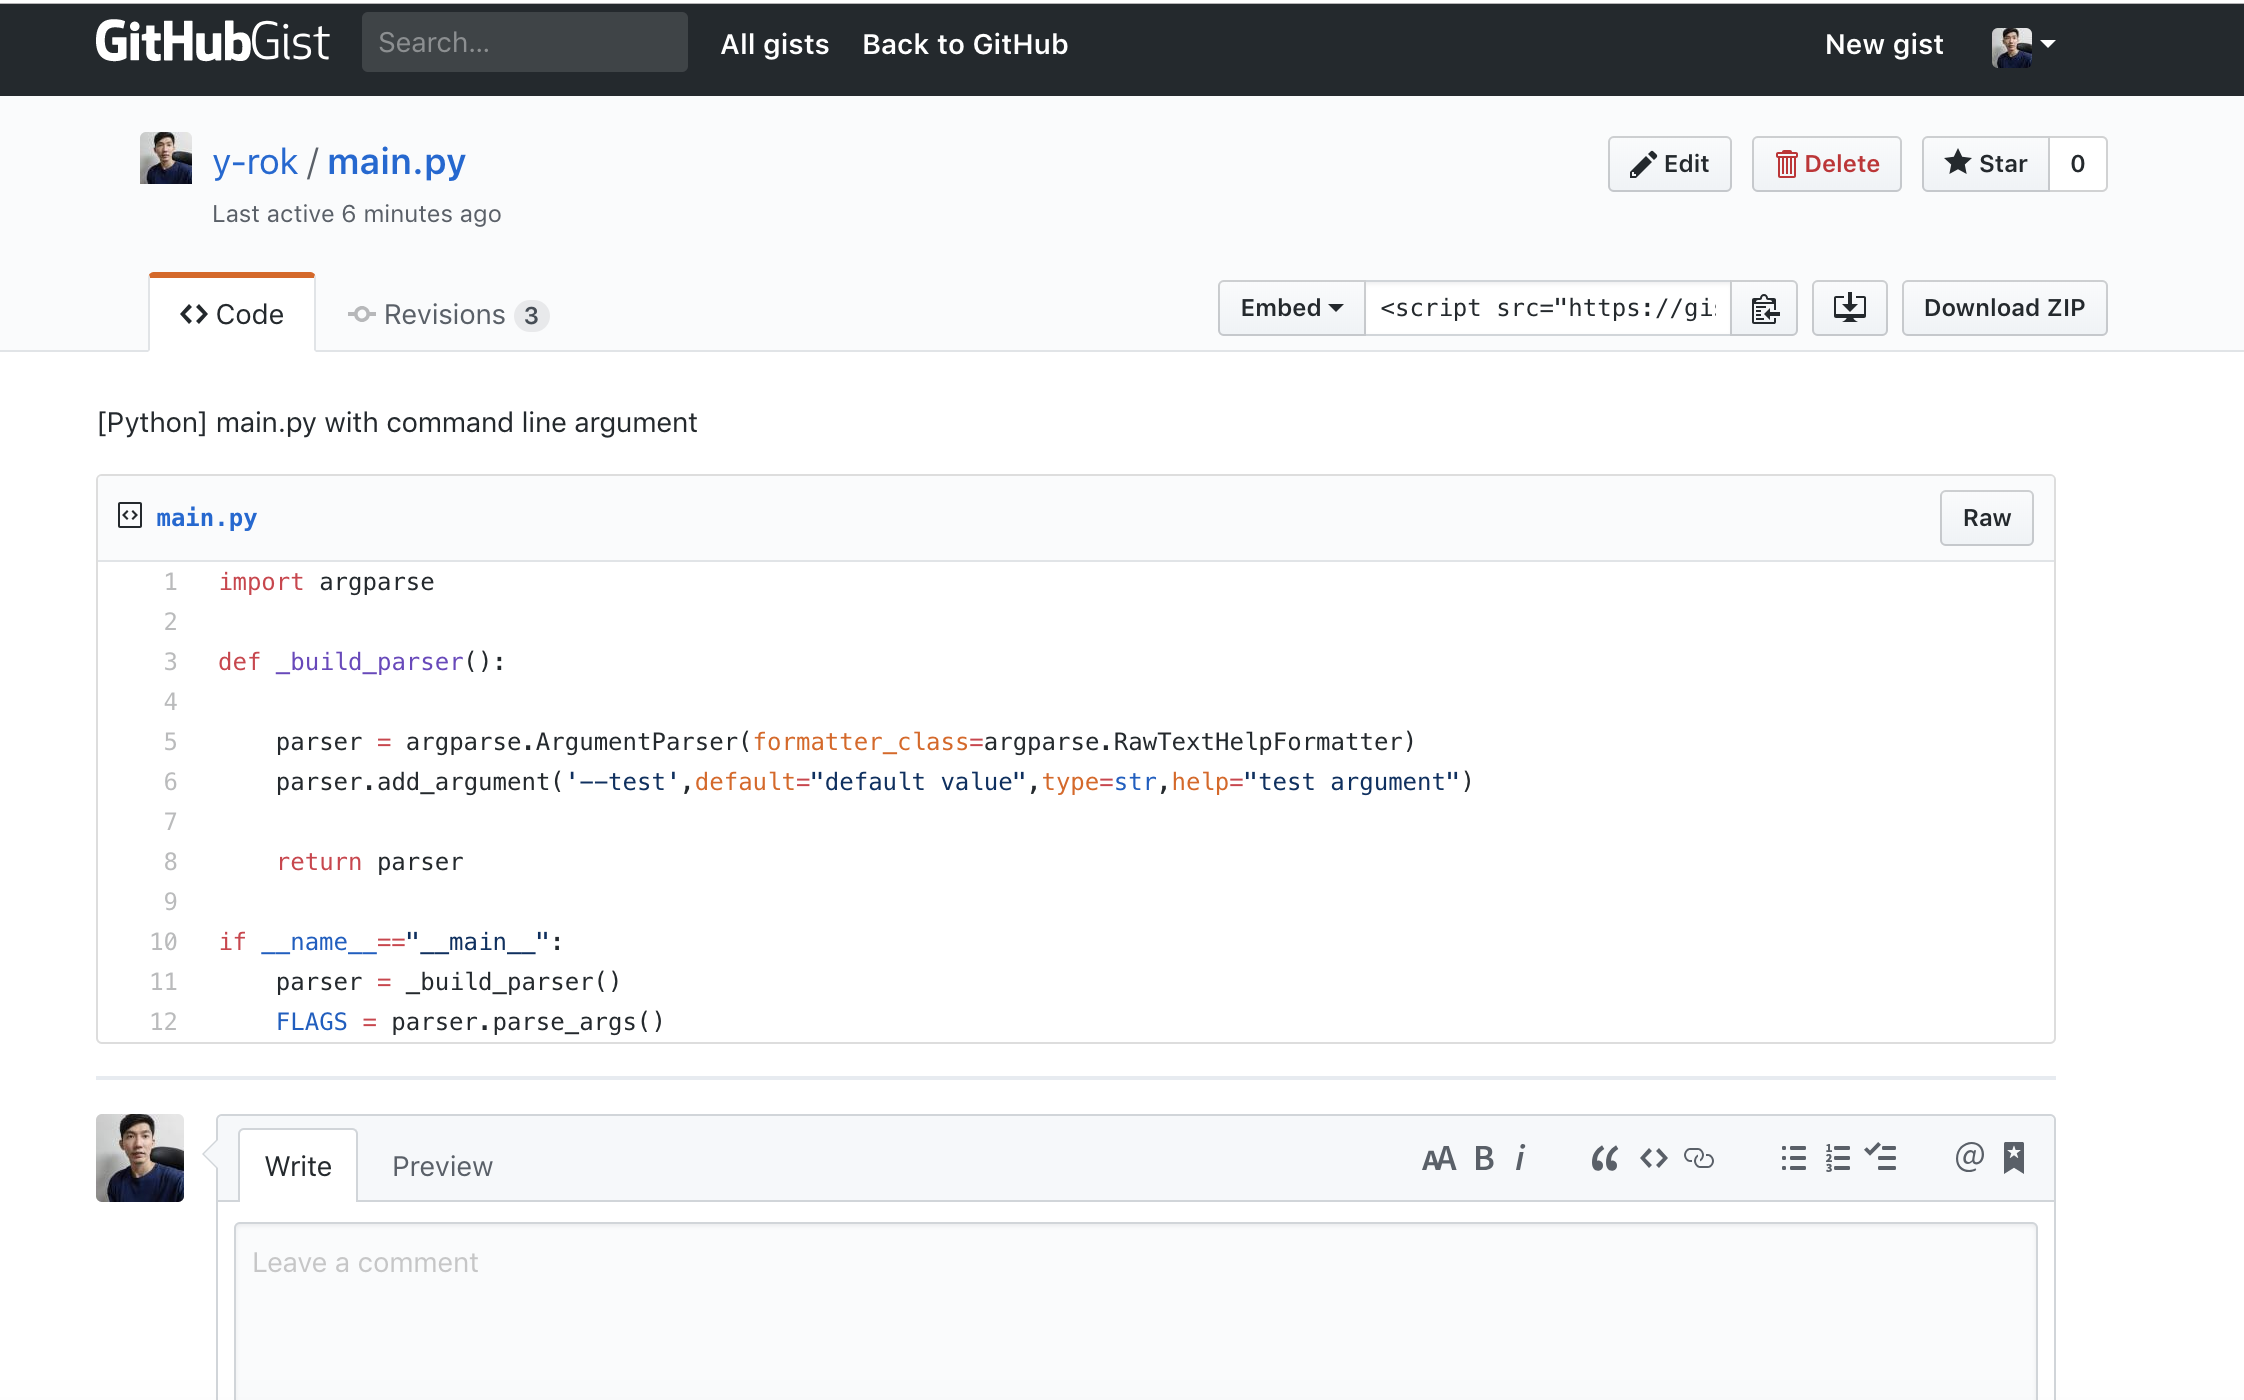 GitHubGist Search... All gists Back to GitHub New gist
y-rok / main.py Edit Delete Star 0
Last active 6 minutes ago
Code Revisions 3 Embed <script src="https://gis Download ZIP
[Python] main.py with command line argument
main.py Raw
1 import argparse
2
3 def _build_parser():
4
5     parser = argparse.ArgumentParser(formatter_class=argparse.RawTextHelpFormatter)
6     parser.add_argument('--test',default="default value",type=str,help="test argument")
7
8     return parser
9
10 if __name__=="__main__":
11     parser = _build_parser()
12     FLAGS = parser.parse_args()
Write Preview AA B i “ <> @
Leave a comment